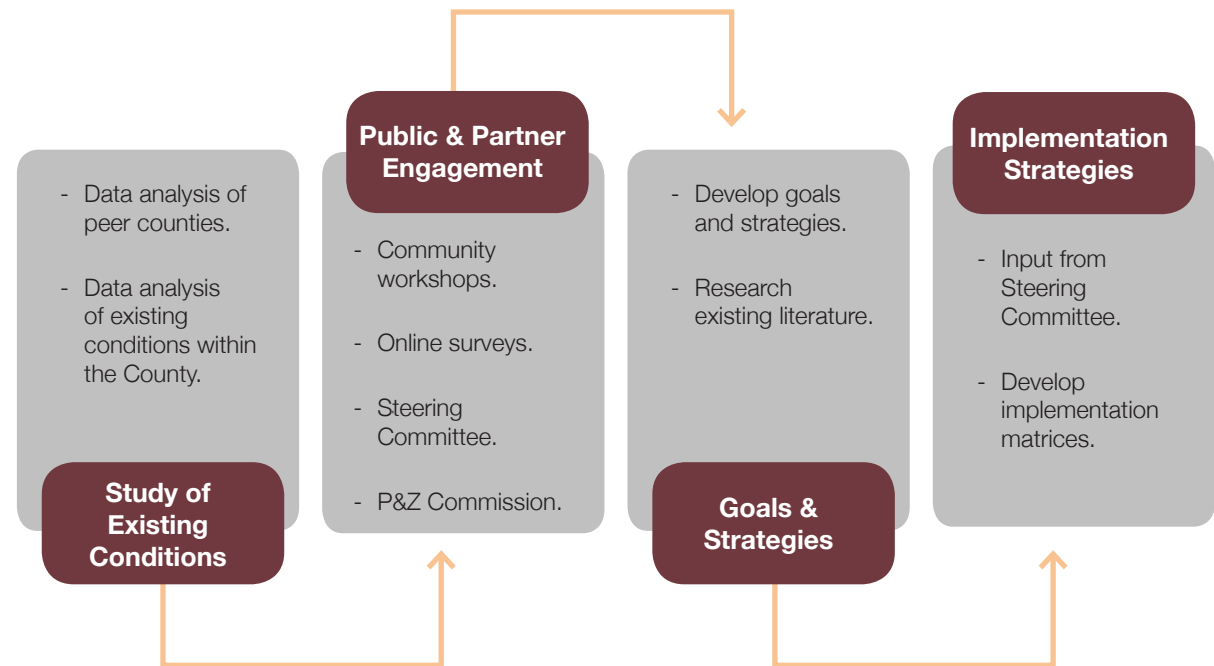 - Data analysis of
peer counties.
- Data analysis
of existing
conditions within
the County.
Study of
Existing
Conditions
Public & Partner
Engagement
- Community
workshops.
- Online surveys.
- Steering
Committee.
- P&Z Commission.
- Develop goals
and strategies.
- Research
existing literature.
Goals &
Strategies
Implementation
Strategies
- Input from
Steering
Committee.
- Develop
implementation
matrices.